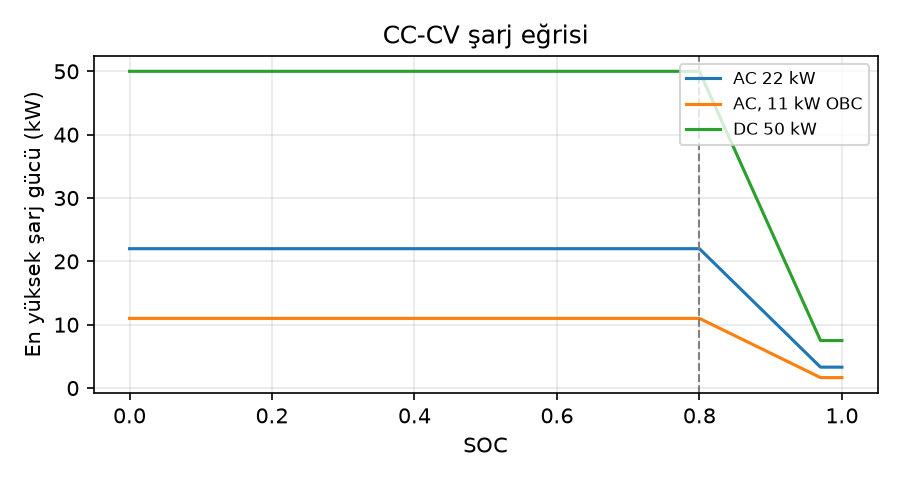 CC-CV şarj eğrisi
En yüksek şarj gücü (kW)
50
40
30
20
10
0
AC 22 kW
AC, 11 kW OBC
DC 50 kW
0.0 0.2 0.4 0.6 0.8 1.0
SOC